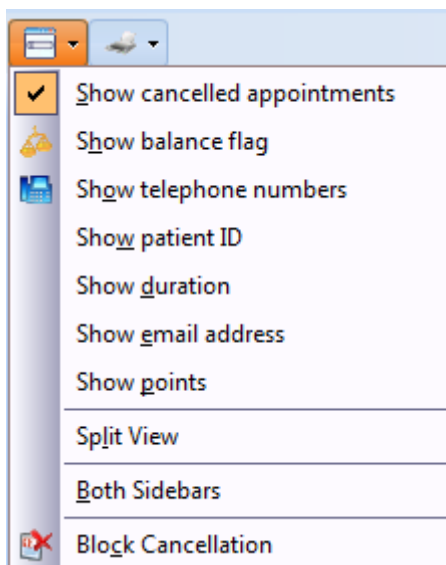 Show cancelled appointments
Show balance flag
Show telephone numbers
Show patient ID
Show duration
Show email address
Show points
Split View
Both Sidebars
Block Cancellation